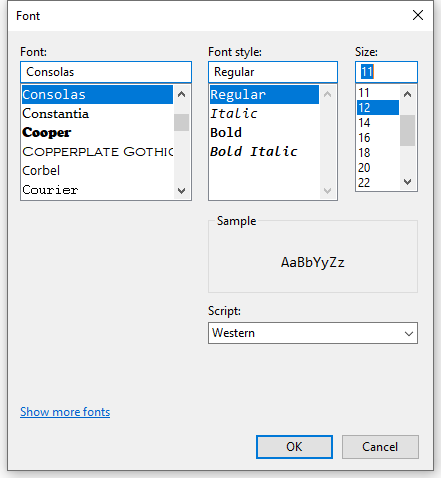 Font
Font:
Font style:
Size:
Consolas
Regular
11
Consolas
Constantia
Cooper
COPPERPLATE GOTHIC
Corbel
Courier
Regular
Italic
Bold
Bold Italic
11
12
14
16
18
20
22
Sample
AaBbYyZz
Script:
Western
Show more fonts
OK
Cancel